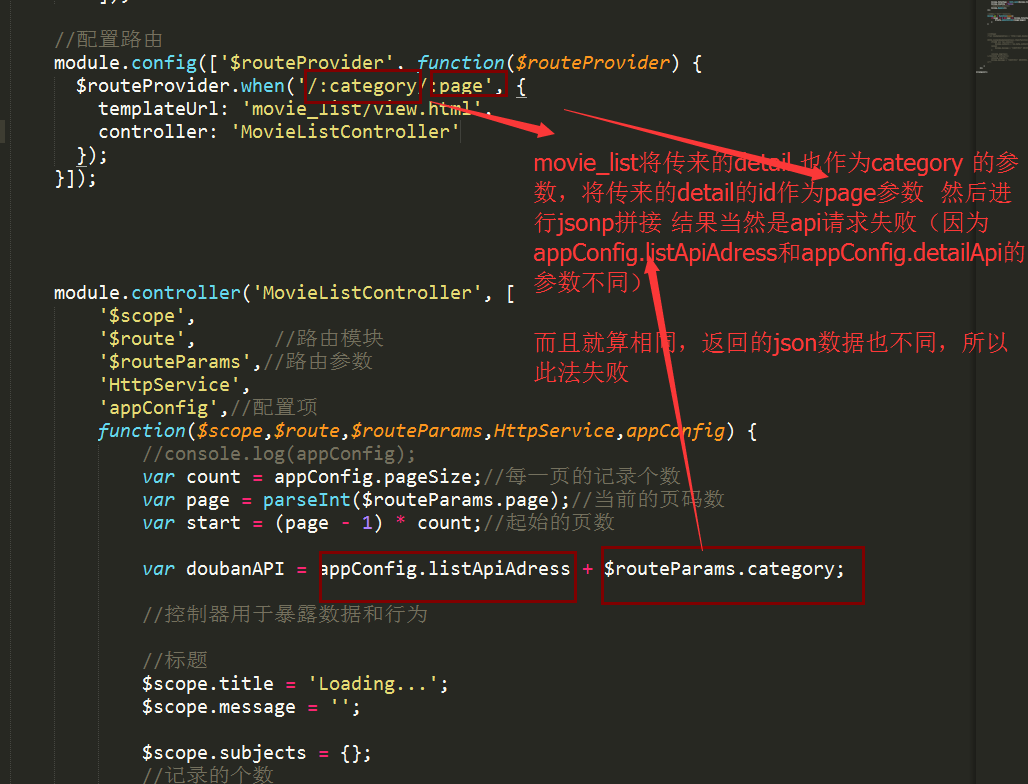 //配置路由
module.config(['$routeProvider', function($routeProvider) {
$routeProvider.when('/:category/:page', {
templateUrl: 'movie_list/view.html',
controller: 'MovieListController'
});
}]);
movie_list将传来的detail 也作为category 的参
数，将传来的detail的id作为page参数 然后进
行jsonp拼接 结果当然是api请求失败（因为
appConfig.listApiAdress和appConfig.detailApi的
参数不同）
而且就算相同，返回的json数据也不同，所以
此法失败
module.controller('MovieListController', [
'$scope',
'$route', //路由模块
'$routeParams',//路由参数
'HttpService',
'appConfig',//配置项
function($scope,$route,$routeParams,HttpService,appConfig) {
//console.log(appConfig);
var count = appConfig.pageSize;//每一页的记录个数
var page = parseInt($routeParams.page);//当前的页码数
var start = (page - 1) * count;//起始的页数
var doubanAPI = appConfig.listApiAdress + $routeParams.category;
//控制器用于暴露数据和行为
//标题
$scope.title = 'Loading...';
$scope.message = '';
$scope.subjects = {};
//记录的个数